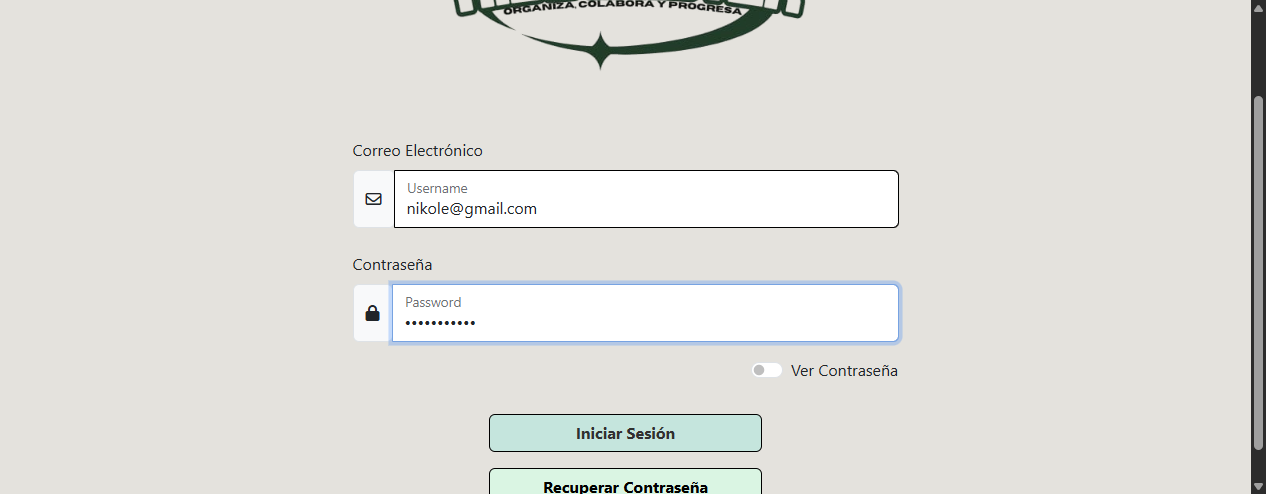 ORGANIZA, COLABORA Y PROGRESA
Correo Electrónico
Username
nikole@gmail.com
Contraseña
Password
•••••••••••
Ver Contraseña
Iniciar Sesión
Recuperar Contraseña